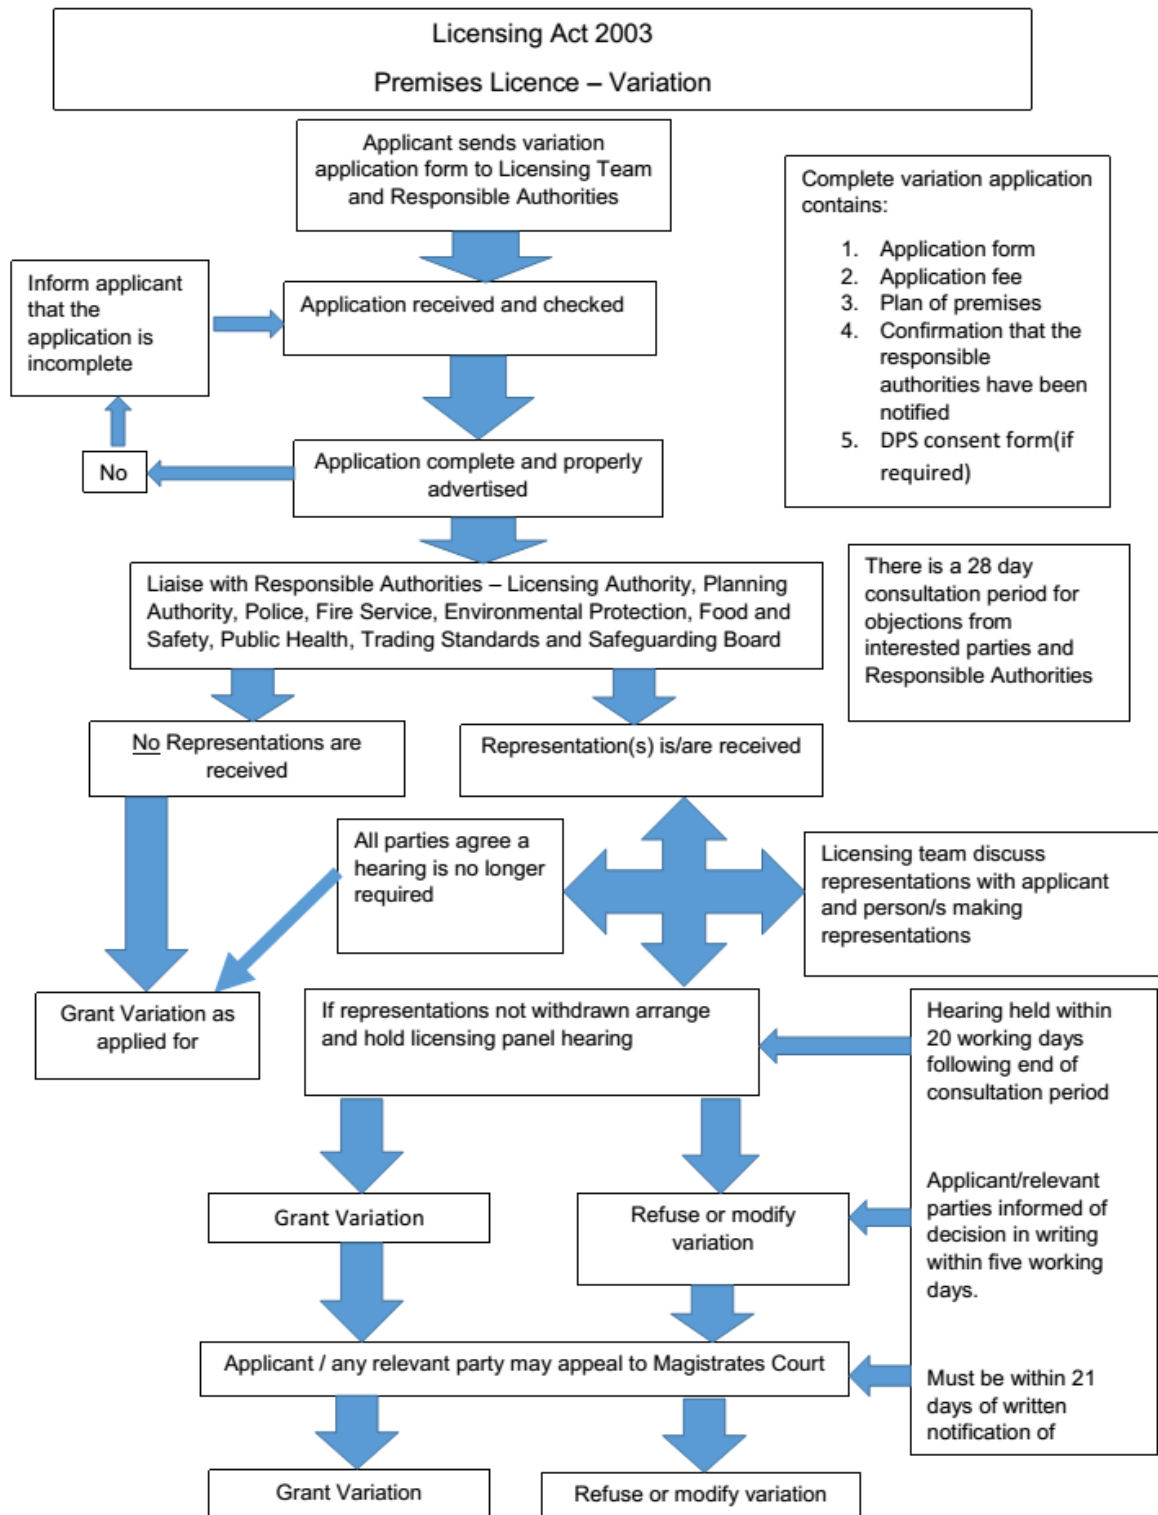 Licensing Act 2003
Premises Licence – Variation
Applicant sends variation
application form to Licensing Team
and Responsible Authorities
Complete variation application
contains:
1. Application form
2. Application fee
3. Plan of premises
4. Confirmation that the
responsible
authorities have been
notified
5. DPS consent form(if
required)
Inform applicant
that the
application is
incomplete
Application received and checked
No
Application complete and properly
advertised
Liaise with Responsible Authorities – Licensing Authority, Planning
Authority, Police, Fire Service, Environmental Protection, Food and
Safety, Public Health, Trading Standards and Safeguarding Board
There is a 28 day
consultation period for
objections from
interested parties and
Responsible Authorities
No Representations are
received
Representation(s) is/are received
All parties agree a
hearing is no longer
required
Licensing team discuss
representations with applicant
and person/s making
representations
Grant Variation as
applied for
If representations not withdrawn arrange
and hold licensing panel hearing
Hearing held within
20 working days
following end of
consultation period
Applicant/relevant
parties informed of
decision in writing
within five working
days.
Must be within 21
days of written
notification of
Grant Variation
Refuse or modify
variation
Applicant / any relevant party may appeal to Magistrates Court
Grant Variation
Refuse or modify variation